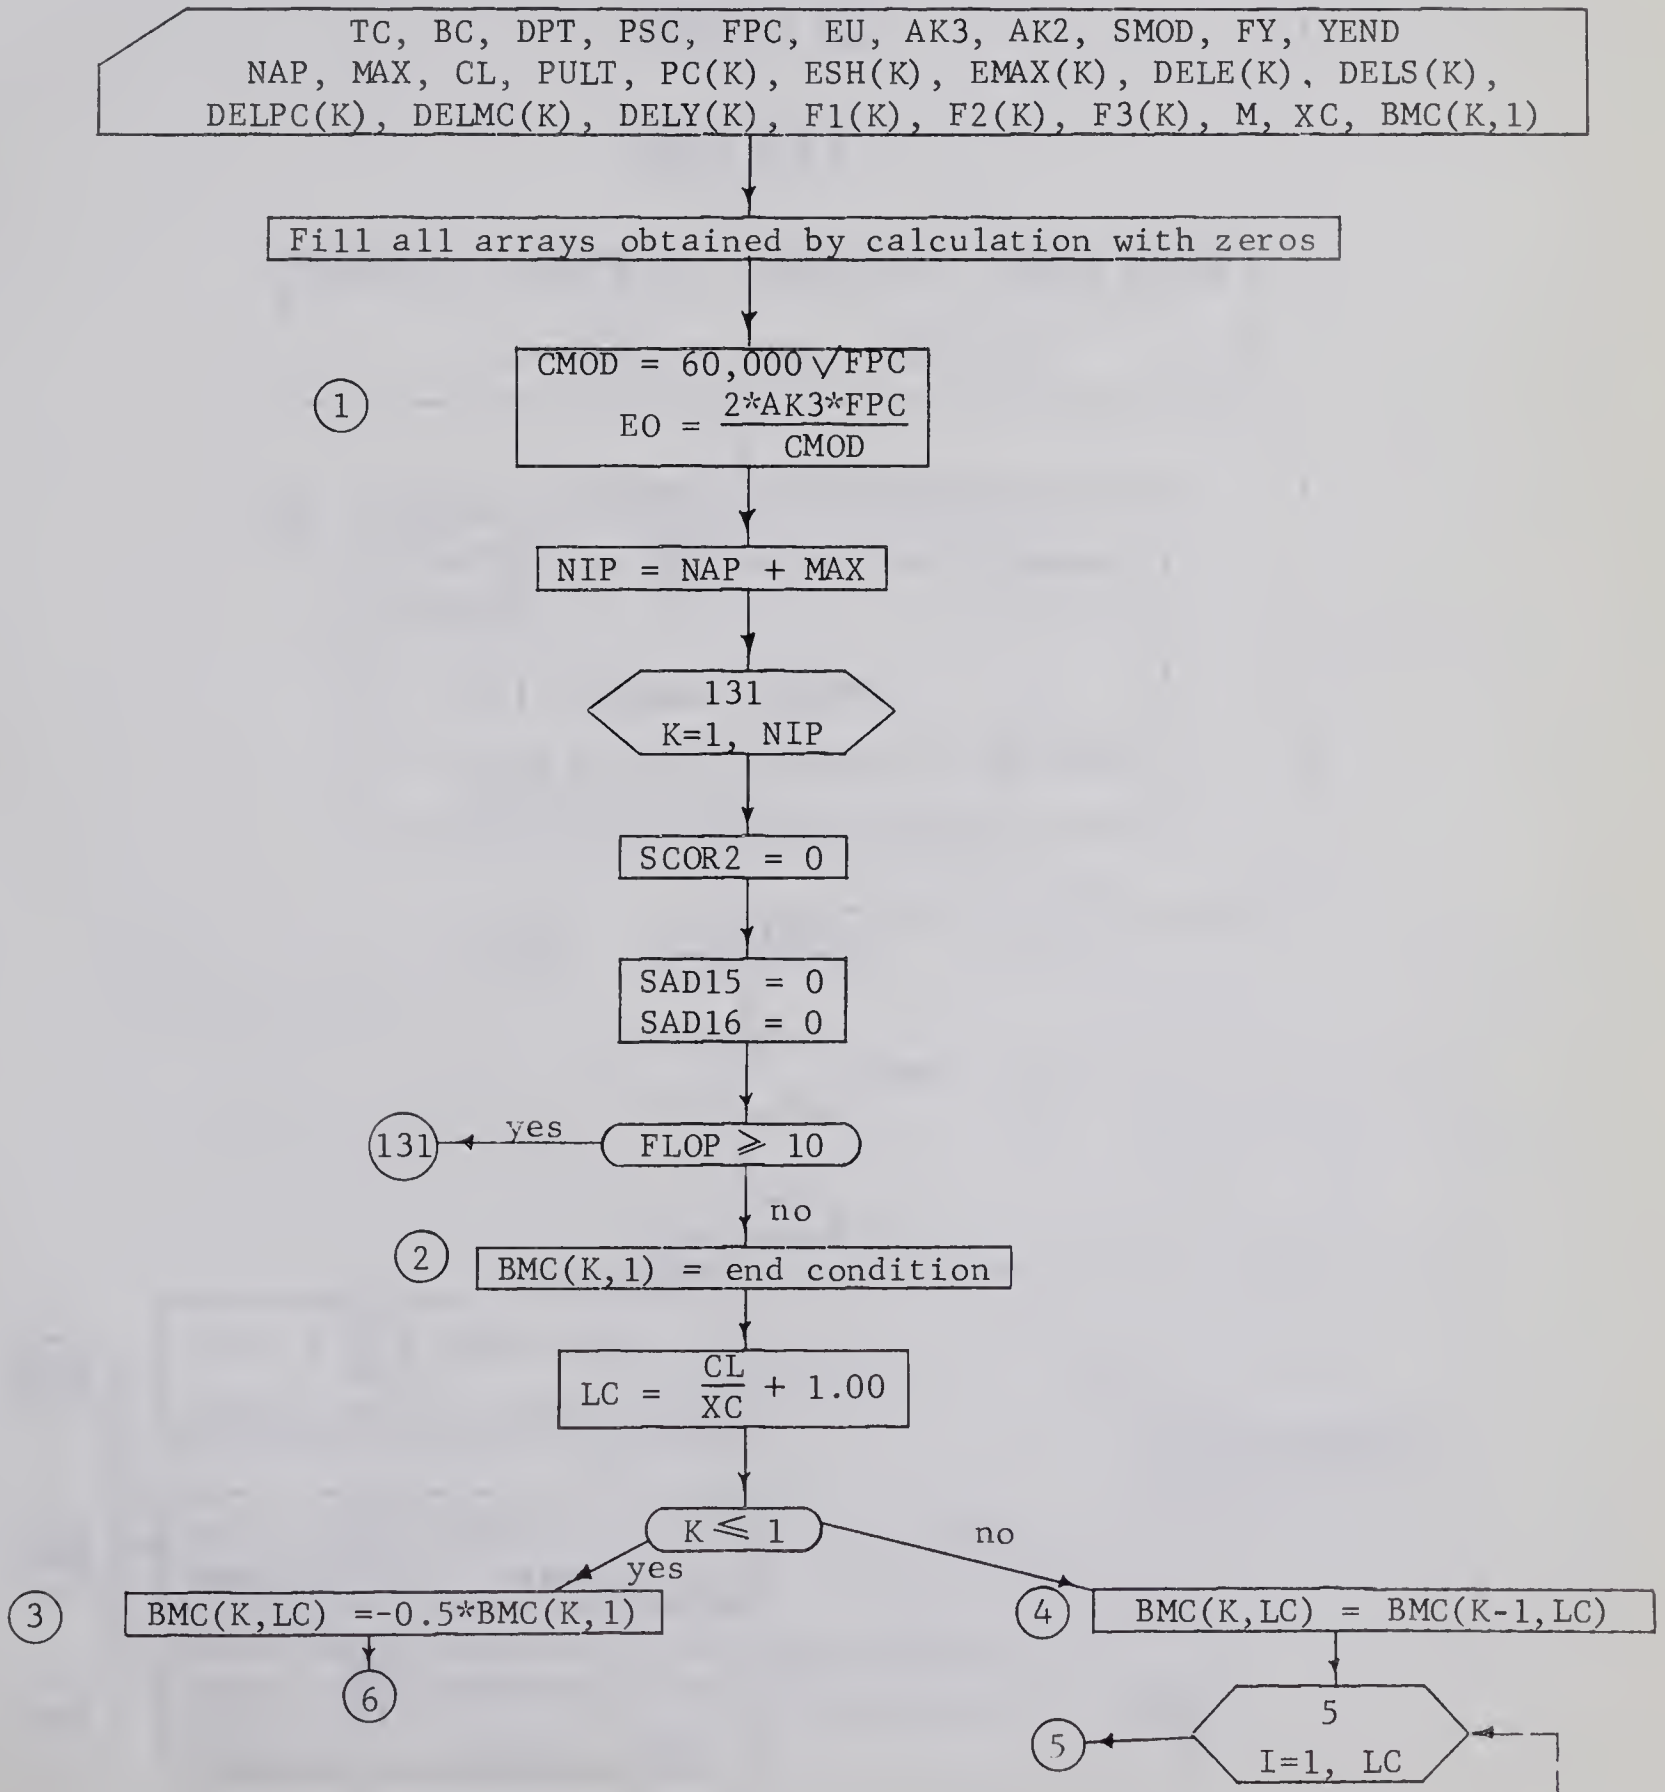 TC, BC, DPT, PSC, FPC, EU, AK3, AK2, SMOD, FY, YEND
NAP, MAX, CL, PULT, PC(K), ESH(K), EMAX(K), DELE(K), DELS(K),
DELPC(K), DELMC(K), DELY(K), F1(K), F2(K), F3(K), M, XC, BMC(K,1)
Fill all arrays obtained by calculation with zeros
1
CMOD = 60,000 √FPC
EO = 2*AK3*FPC
CMOD
NIP = NAP + MAX
131
K=1, NIP
SCOR2 = 0
SAD15 = 0
SAD16 = 0
131
yes
FLOP ⩾ 10
no
2
BMC(K,1) = end condition
LC = CL + 1.00
XC
K ⩽ 1
no
yes
3
BMC(K,LC) =-0.5*BMC(K,1)
4
BMC(K,LC) = BMC(K-1,LC)
6
5
5
I=1, LC